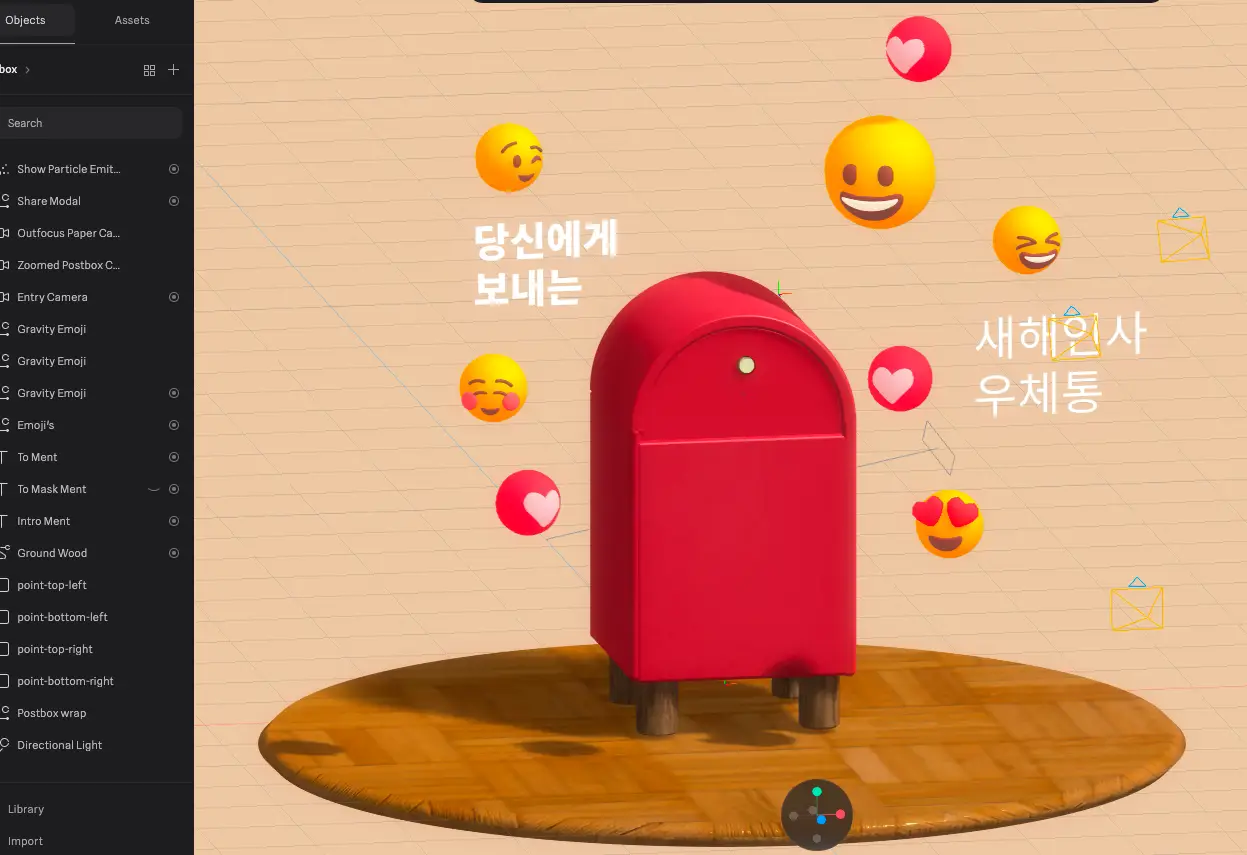 Objects
Assets
box
Search
Show Particle Emit...
Share Modal
Outfocus Paper Ca...
Zoomed Postbox C...
Entry Camera
Gravity Emoji
Gravity Emoji
Gravity Emoji
Emoji's
To Ment
To Mask Ment
Intro Ment
Ground Wood
point-top-left
point-bottom-left
point-top-right
point-bottom-right
Postbox wrap
Directional Light
Library
Import
당신에게
보내는
새해인사
우체통